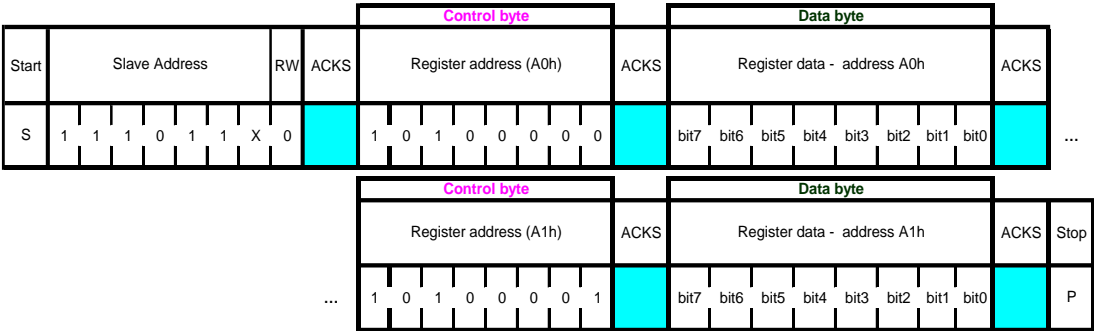 Control byte Data byte
Start Slave Address RW ACKS Register address (A0h) ACKS Register data - address A0h ACKS
S 1 1 1 0 1 1 X 0 1 0 1 0 0 0 0 0 bit7 bit6 bit5 bit4 bit3 bit2 bit1 bit0 ...
Control byte Data byte
Register address (A1h) ACKS Register data - address A1h ACKS Stop
... 1 0 1 0 0 0 0 1 bit7 bit6 bit5 bit4 bit3 bit2 bit1 bit0 P